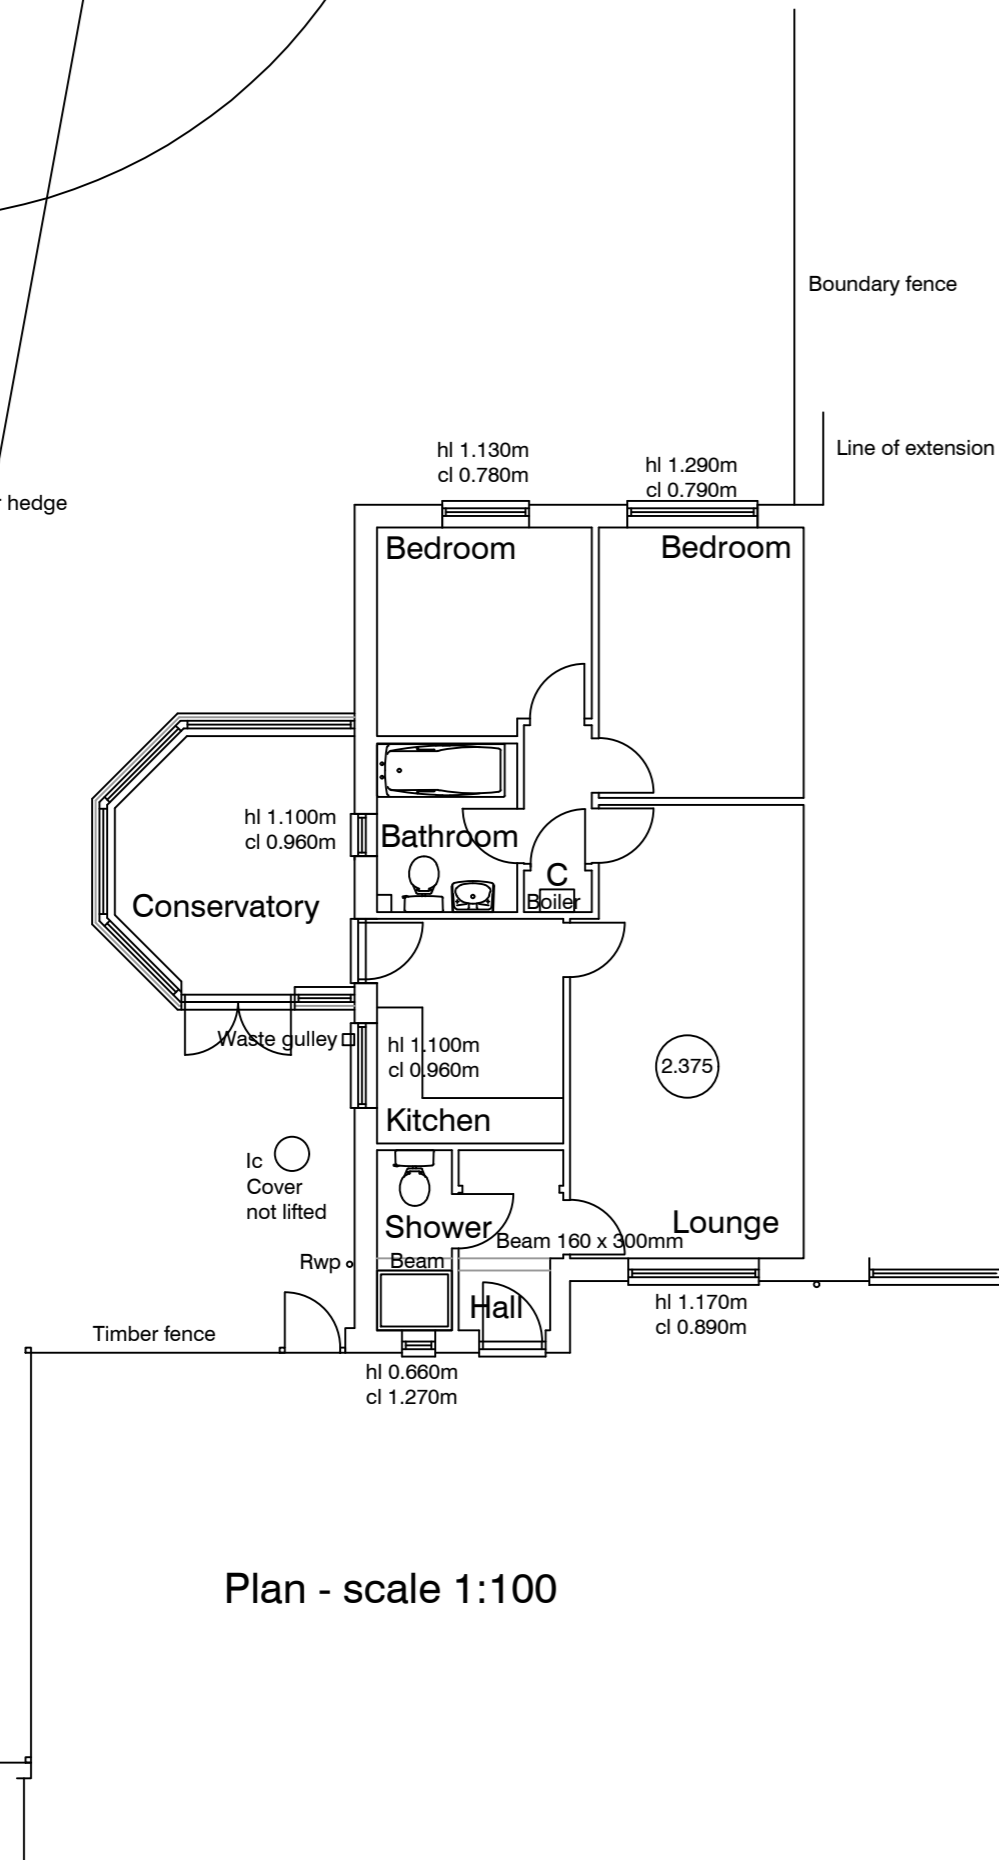 Boundary fence
Line of extension
hl 1.130m
cl 0.780m
hl 1.290m
cl 0.790m
hedge
Bedroom
Bedroom
hl 1.100m
cl 0.960m
Bathroom
C
Boiler
Conservatory
Waste gulley
hl 1.100m
cl 0.960m
2.375
Kitchen
Ic
Cover
not lifted
Shower
Lounge
Beam 160 x 300mm
Rwp
Beam
Hall
hl 1.170m
cl 0.890m
Timber fence
hl 0.660m
cl 1.270m
Plan - scale 1:100